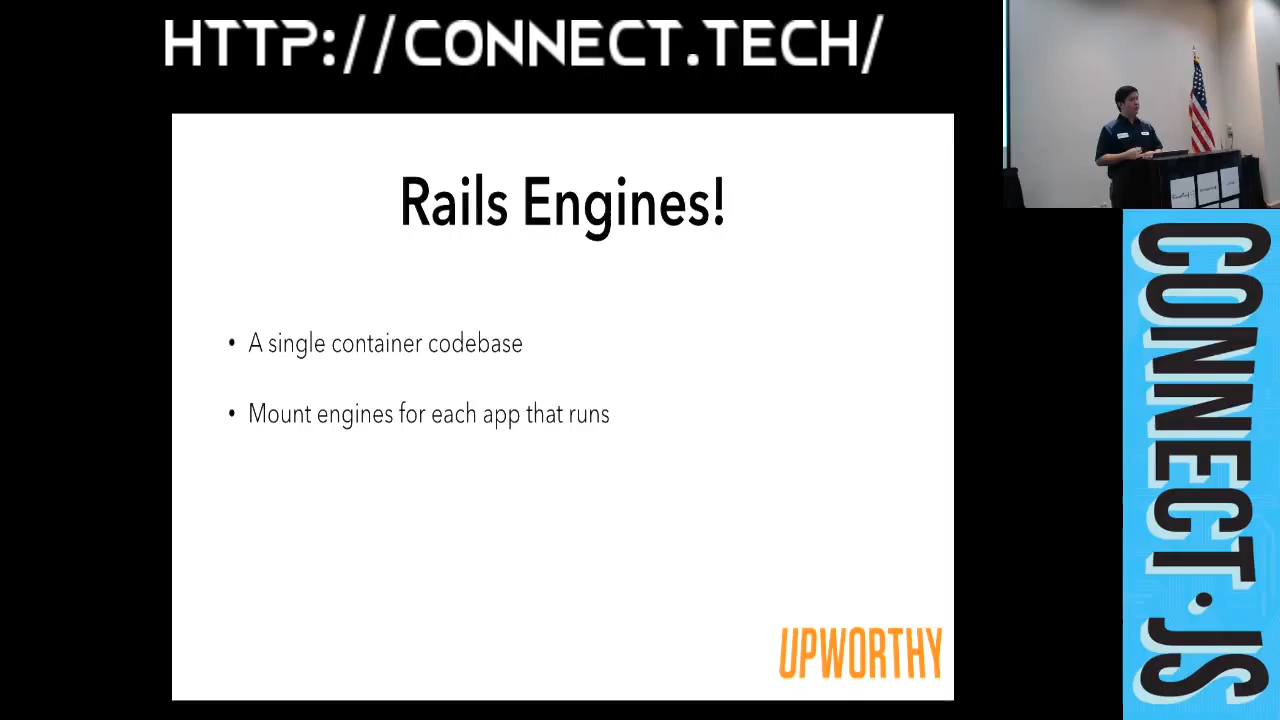 HTTP://CONNECT.TECH/
Rails Engines!
• A single container codebase
• Mount engines for each app that runs
UPWORTHY
CONNECT.JS